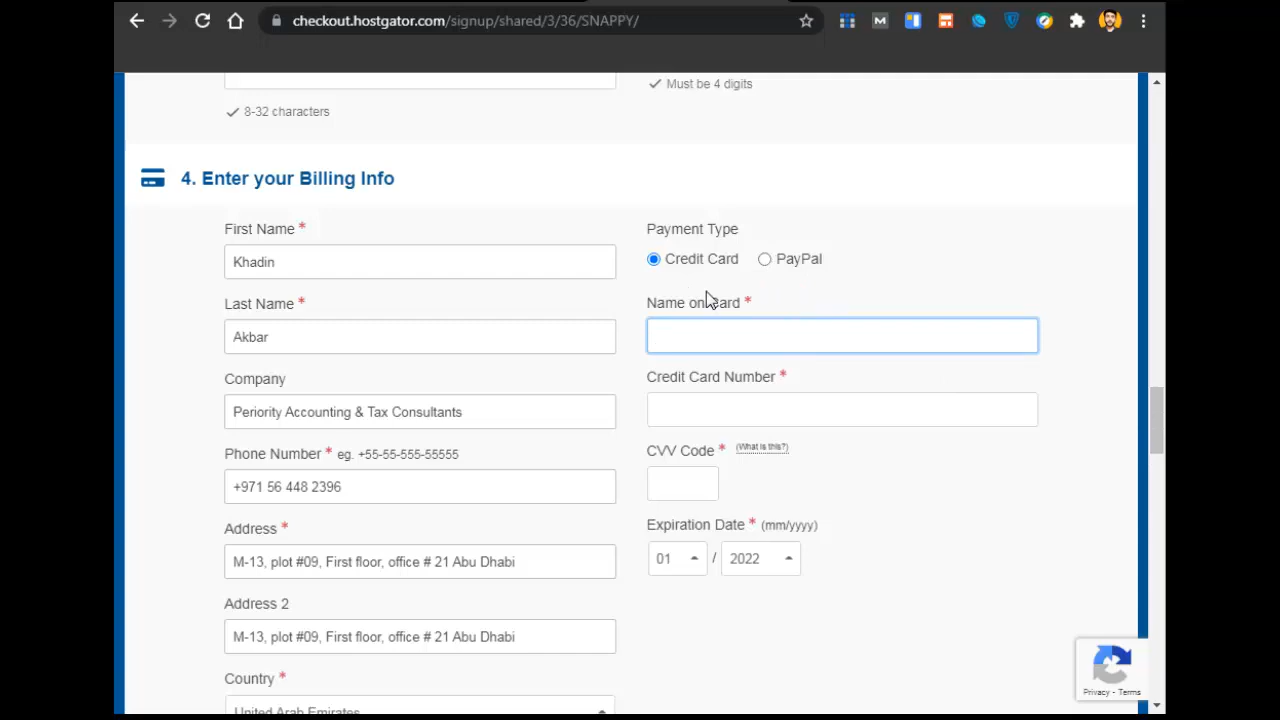 checkout.hostgator.com/signup/shared/3/36/SNAPPY/
M
Must be 4 digits
8-32 characters
4. Enter your Billing Info
First Name *
Khadin
Last Name *
Akbar
Company
Periority Accounting & Tax Consultants
Phone Number * eg. +55-55-555-55555
+971 56 448 2396
Address *
M-13, plot #09, First floor, office # 21 Abu Dhabi
Address 2
M-13, plot #09, First floor, office # 21 Abu Dhabi
Country *
United Arab Emirates
Payment Type
Credit Card PayPal
Name on Card *
Credit Card Number *
CVV Code * (What is this?)
Expiration Date * (mm/yyyy)
01 / 2022
Privacy - Terms